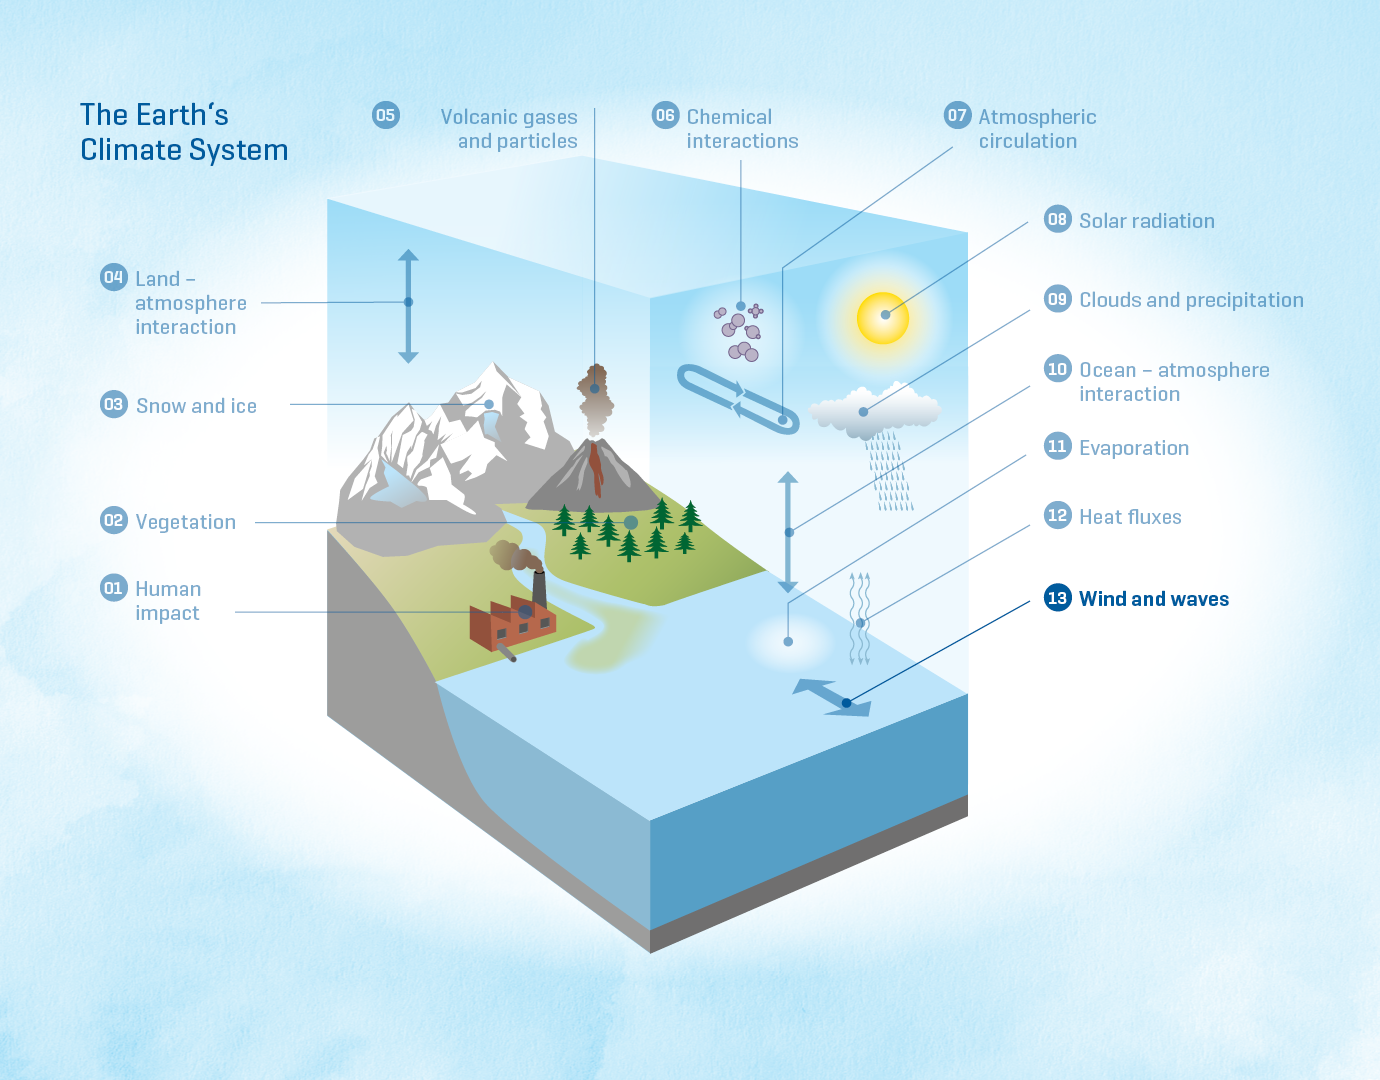 The Earth‘s
Climate System
05 Volcanic gases
and particles
06 Chemical
interactions
07 Atmospheric
circulation
08 Solar radiation
04 Land –
atmosphere
interaction
09 Clouds and precipitation
10 Ocean – atmosphere
interaction
03 Snow and ice
11 Evaporation
02 Vegetation
12 Heat fluxes
01 Human
impact
13 Wind and waves